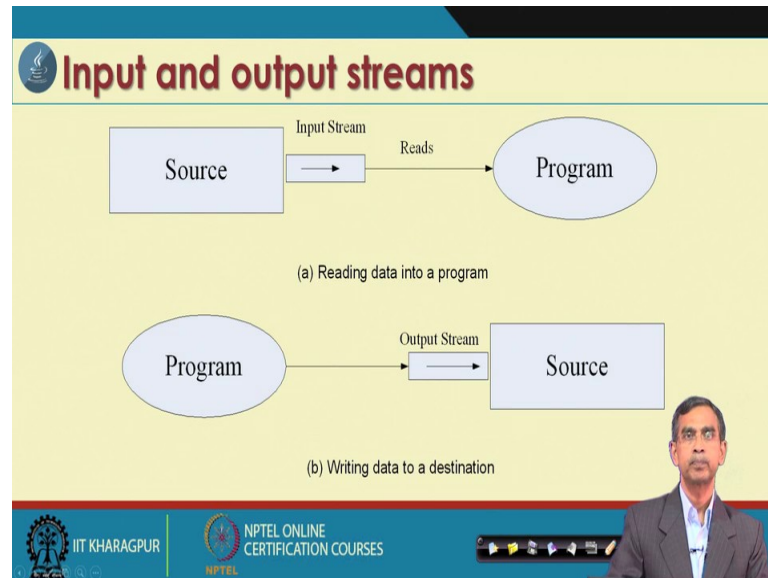 Input and output streams
Input Stream
Source
Reads
Program
(a) Reading data into a program
Output Stream
Program
Source
(b) Writing data to a destination
IIT KHARAGPUR
NPTEL
NPTEL ONLINE
CERTIFICATION COURSES